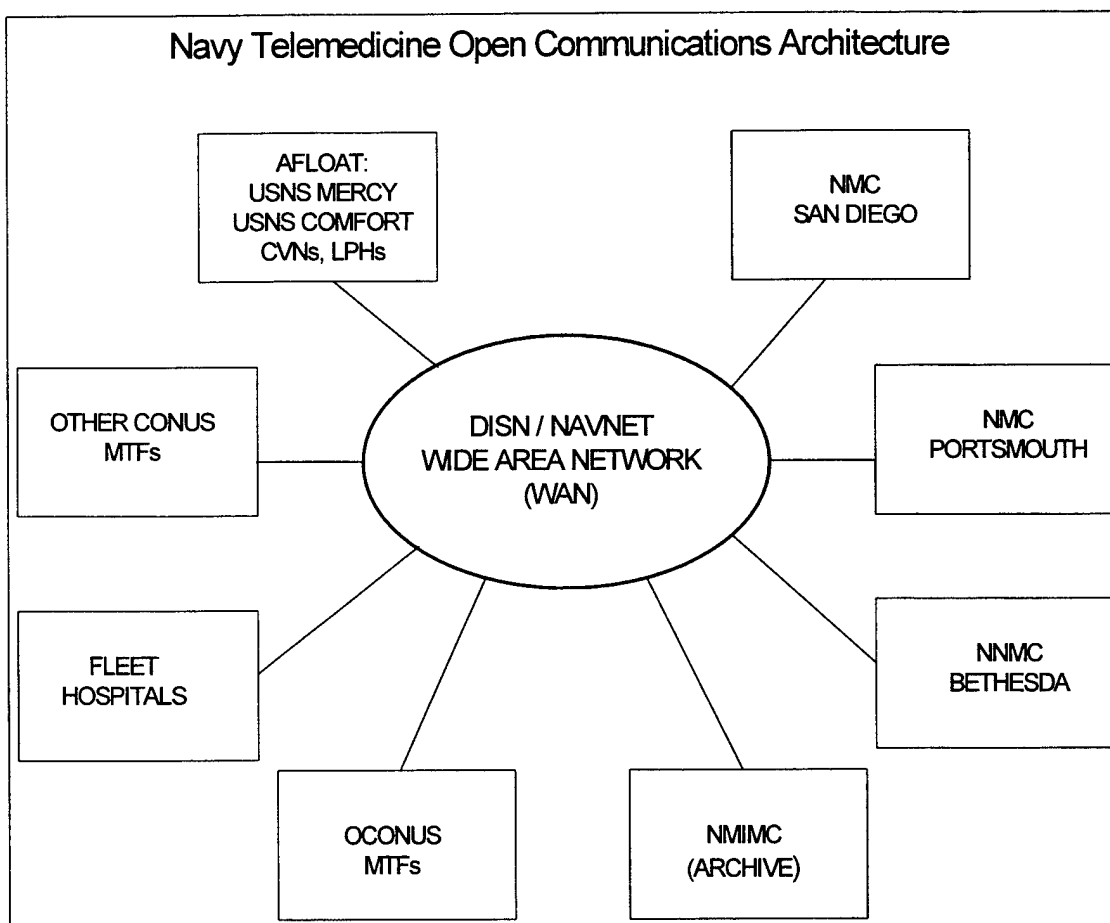 Navy Telemedicine Open Communications Architecture
AFLOAT:
USNS MERCY
USNS COMFORT
CVNs, LPHs
NMC
SAN DIEGO
OTHER CONUS
MTFs
DISN / NAVNET
WIDE AREA NETWORK
(WAN)
NMC
PORTSMOUTH
FLEET
HOSPITALS
NNMC
BETHESDA
OCONUS
MTFs
NMIMC
(ARCHIVE)